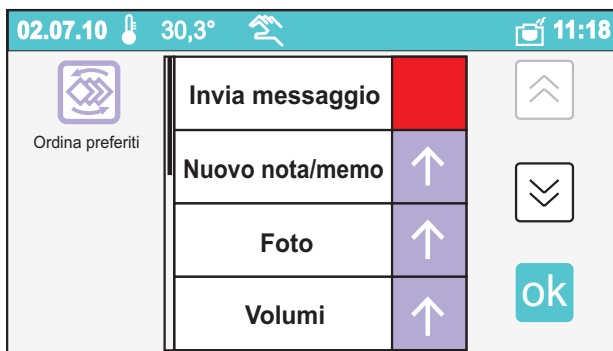 02.07.10 30,3° 11:18
Ordina preferiti
Invia messaggio
Nuovo nota/memo
Foto
Volumi
ok